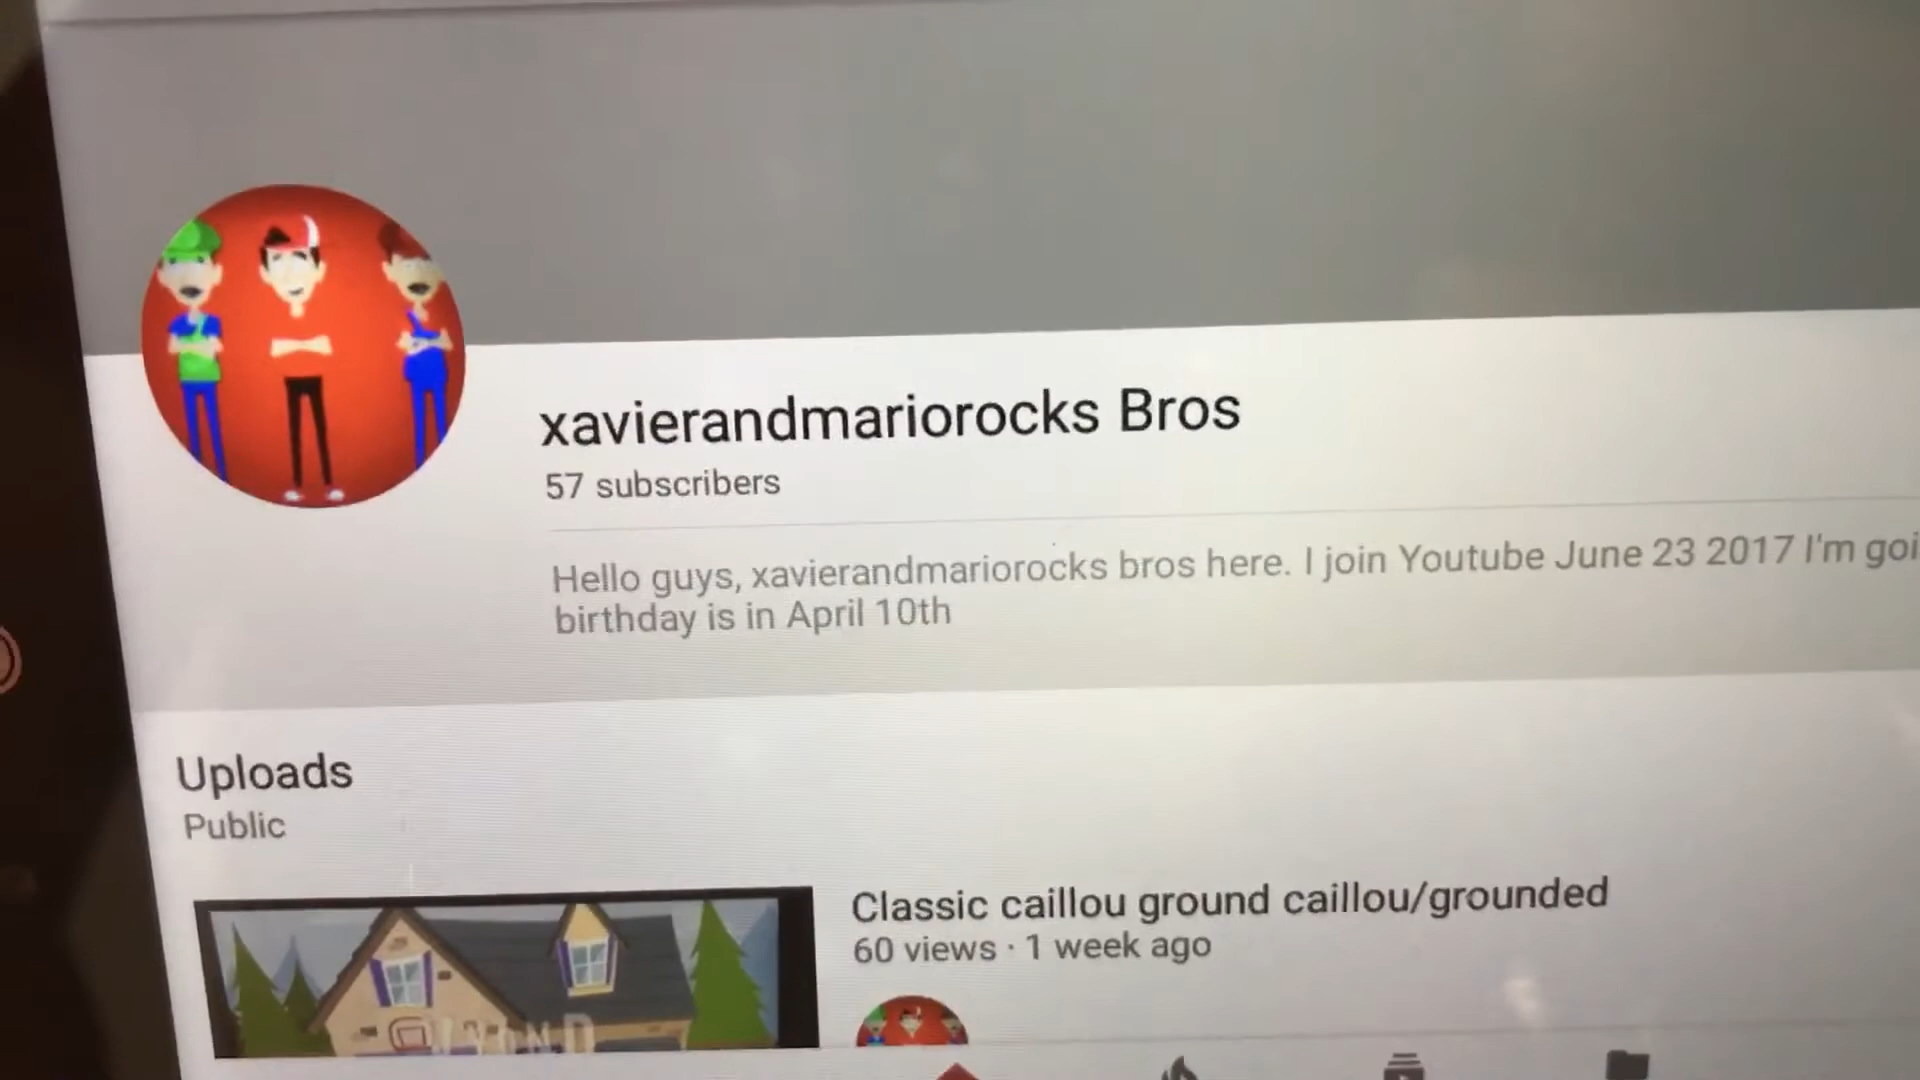 xavierandmariorocks Bros
57 subscribers
Hello guys, xavierandmariorocks bros here. I join Youtube June 23 2017 I'm goi
birthday is in April 10th
Uploads
Public
Classic caillou ground caillou/grounded
60 views · 1 week ago